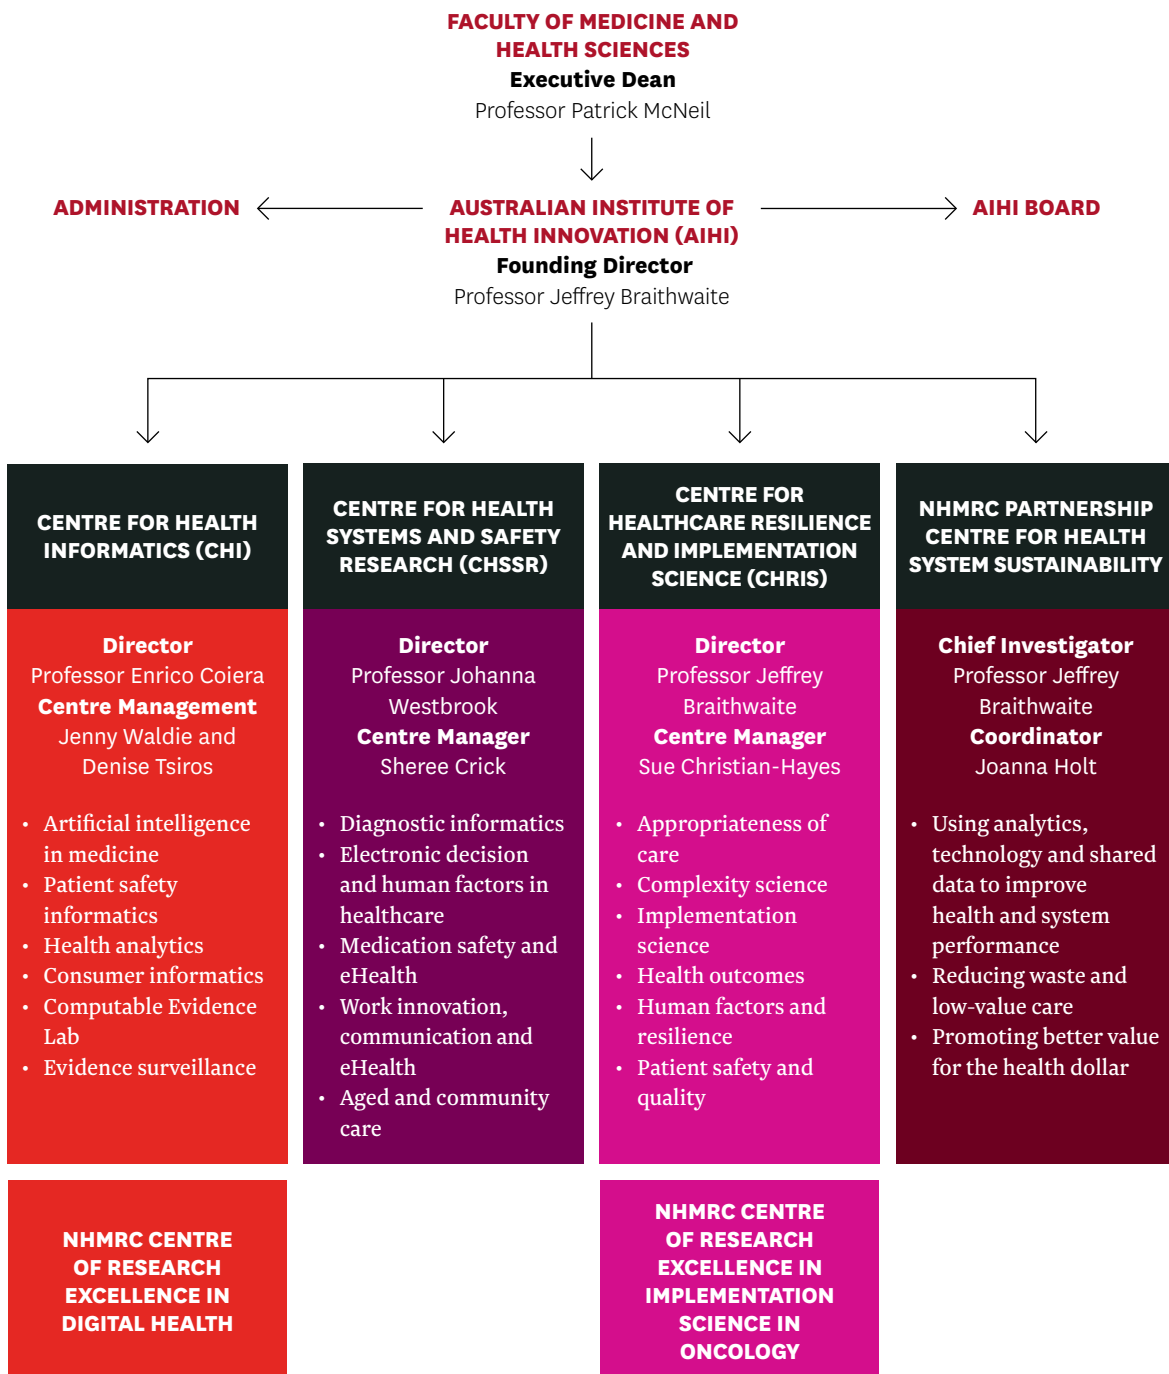 FACULTY OF MEDICINE AND
HEALTH SCIENCES
Executive Dean
Professor Patrick McNeil
ADMINISTRATION
AUSTRALIAN INSTITUTE OF
HEALTH INNOVATION (AIHI)
Founding Director
Professor Jeffrey Braithwaite
AIHI BOARD
CENTRE FOR HEALTH
INFORMATICS (CHI)
Director
Professor Enrico Coiera
Centre Management
Jenny Waldie and
Denise Tsiros
• Artificial intelligence
in medicine
• Patient safety
informatics
• Health analytics
• Consumer informatics
• Computable Evidence
Lab
• Evidence surveillance
NHMRC CENTRE
OF RESEARCH
EXCELLENCE IN
DIGITAL HEALTH
CENTRE FOR HEALTH
SYSTEMS AND SAFETY
RESEARCH (CHSSR)
Director
Professor Johanna
Westbrook
Centre Manager
Sheree Crick
• Diagnostic informatics
• Electronic decision
and human factors in
healthcare
• Medication safety and
eHealth
• Work innovation,
communication and
eHealth
• Aged and community
care
CENTRE FOR
HEALTHCARE RESILIENCE
AND IMPLEMENTATION
SCIENCE (CHRIS)
Director
Professor Jeffrey
Braithwaite
Centre Manager
Sue Christian-Hayes
• Appropriateness of
care
• Complexity science
• Implementation
science
• Health outcomes
• Human factors and
resilience
• Patient safety and
quality
NHMRC CENTRE
OF RESEARCH
EXCELLENCE IN
IMPLEMENTATION
SCIENCE IN
ONCOLOGY
NHMRC PARTNERSHIP
CENTRE FOR HEALTH
SYSTEM SUSTAINABILITY
Chief Investigator
Professor Jeffrey
Braithwaite
Coordinator
Joanna Holt
• Using analytics,
technology and shared
data to improve
health and system
performance
• Reducing waste and
low-value care
• Promoting better value
for the health dollar